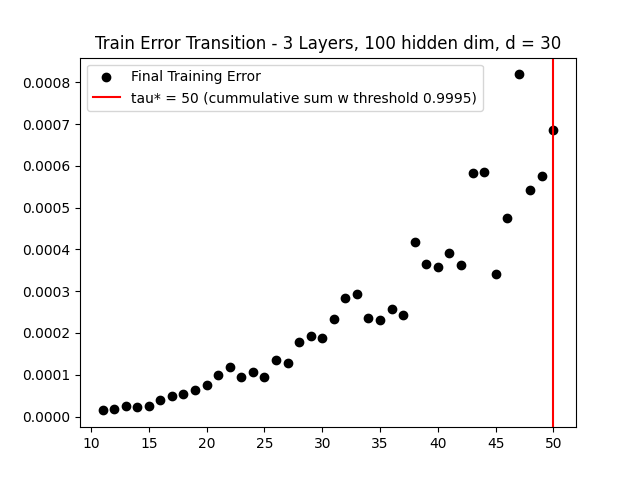 Train Error Transition - 3 Layers, 100 hidden dim, d = 30
Final Training Error
tau* = 50 (cummulative sum w threshold 0.9995)
0.0008
0.0007
0.0006
0.0005
0.0004
0.0003
0.0002
0.0001
0.0000
10 15 20 25 30 35 40 45 50